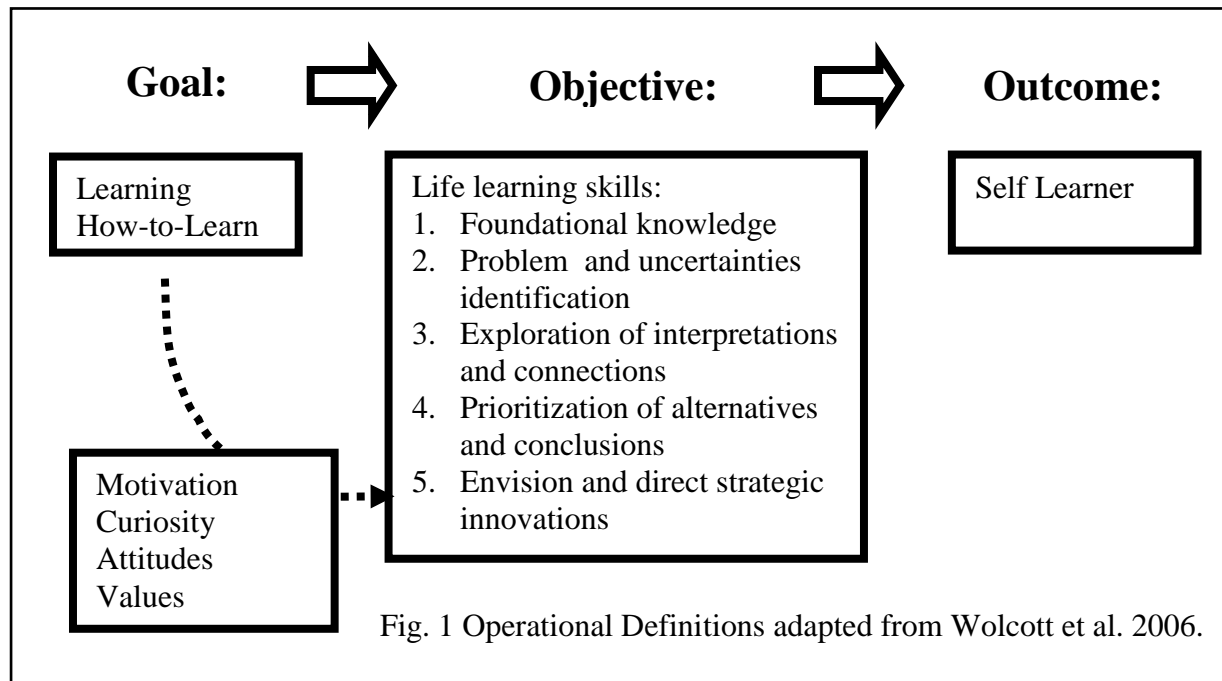 Goal:
Objective:
Outcome:
Learning
How-to-Learn
Motivation
Curiosity
Attitudes
Values
Life learning skills:
1. Foundational knowledge
2. Problem and uncertainties
identification
3. Exploration of interpretations
and connections
4. Prioritization of alternatives
and conclusions
5. Envision and direct strategic
innovations
Self Learner
Fig. 1 Operational Definitions adapted from Wolcott et al. 2006.